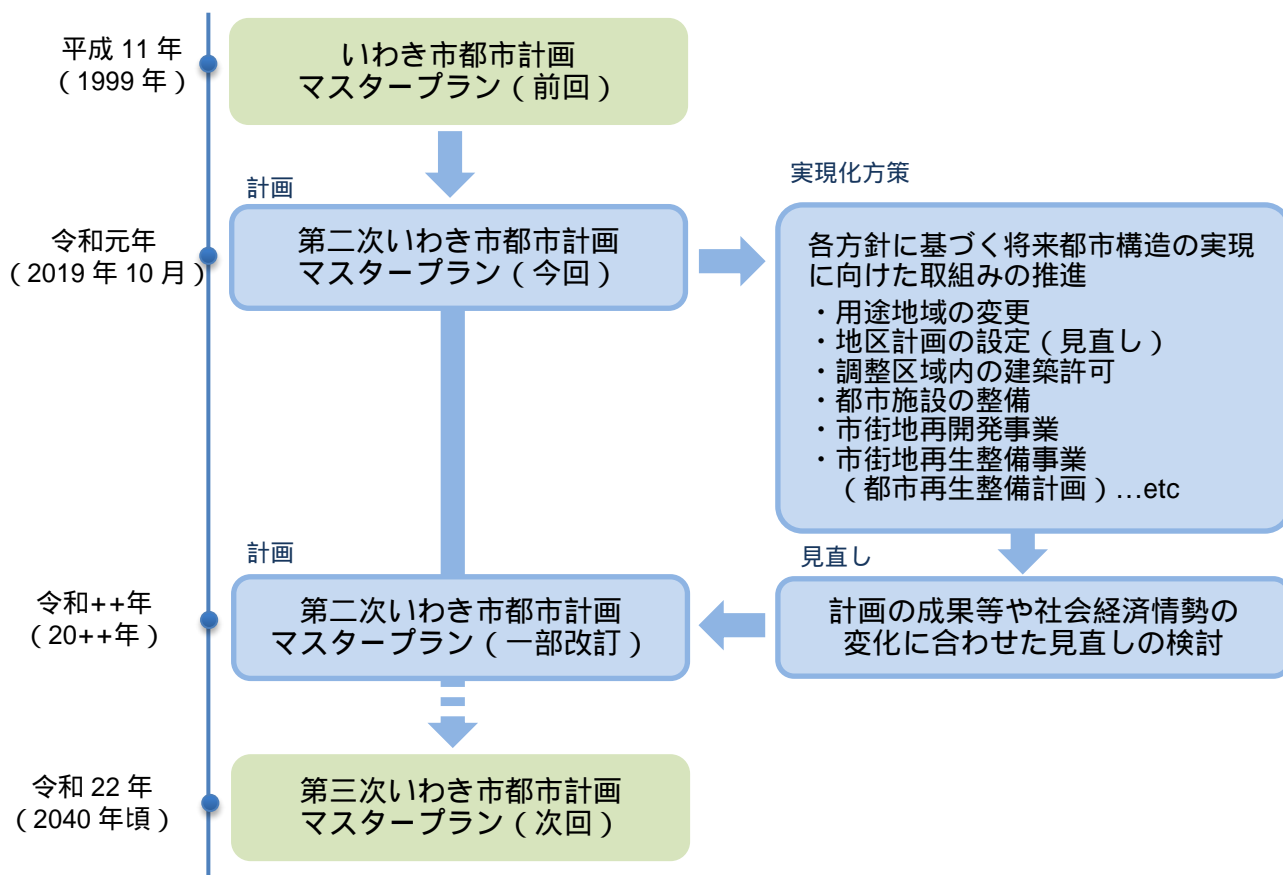 平成 11 年
（1999 年）
いわき市都市計画
マスタープラン（前回）
計画
令和元年
（2019 年 10 月）
第二次いわき市都市計画
マスタープラン（今回）
実現化方策
各方針に基づく将来都市構造の実現
に向けた取組みの推進
・用途地域の変更
・地区計画の設定（見直し）
・調整区域内の建築許可
・都市施設の整備
・市街地再開発事業
・市街地再生整備事業
（都市再生整備計画）…etc
見直し
計画の成果等や社会経済情勢の
変化に合わせた見直しの検討
計画
令和++年
（20++年）
第二次いわき市都市計画
マスタープラン（一部改訂）
令和 22 年
（2040 年頃）
第三次いわき市都市計画
マスタープラン（次回）